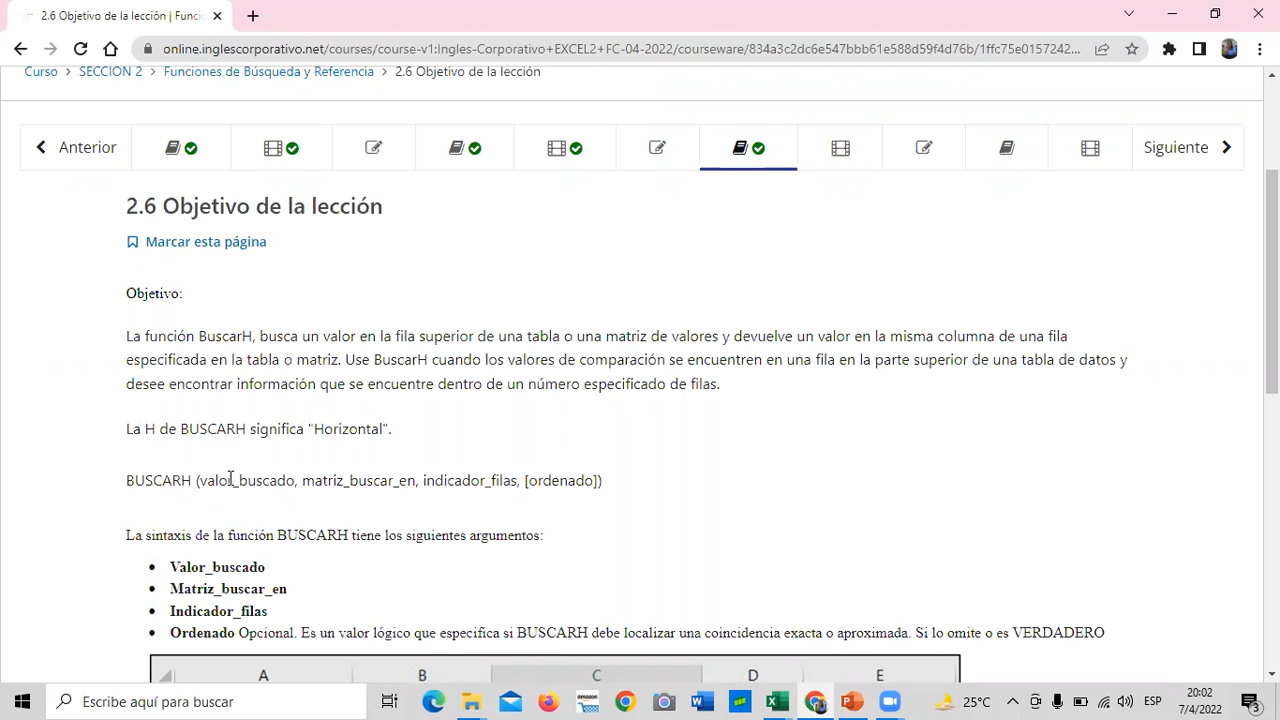 2.6 Objetivo de la lección | Funci
online.inglescorporativo.net/courses/course-v1:Ingles-Corporativo+EXCEL2+FC-04-2022/courseware/834a3c2dc6e547bbb61e588d59f4d76b/1ffc75e0157242...
Curso > SECCION 2 > Funciones de Búsqueda y Referencia > 2.6 Objetivo de la lección
Anterior
Siguiente
2.6 Objetivo de la lección
Marcar esta página
Objetivo:
La función BuscarH, busca un valor en la fila superior de una tabla o una matriz de valores y devuelve un valor en la misma columna de una fila
especificada en la tabla o matriz. Use BuscarH cuando los valores de comparación se encuentren en una fila en la parte superior de una tabla de datos y
desee encontrar información que se encuentre dentro de un número especificado de filas.
La H de BUSCARH significa "Horizontal".
BUSCARH (valor_buscado, matriz_buscar_en, indicador_filas, [ordenado])
La sintaxis de la función BUSCARH tiene los siguientes argumentos:
• Valor_buscado
• Matriz_buscar_en
• Indicador_filas
• Ordenado Opcional. Es un valor lógico que especifica si BUSCARH debe localizar una coincidencia exacta o aproximada. Si lo omite o es VERDADERO
A B C D E
Escribe aquí para buscar
amazon
25°C
ESP
20:02
7/4/2022
3